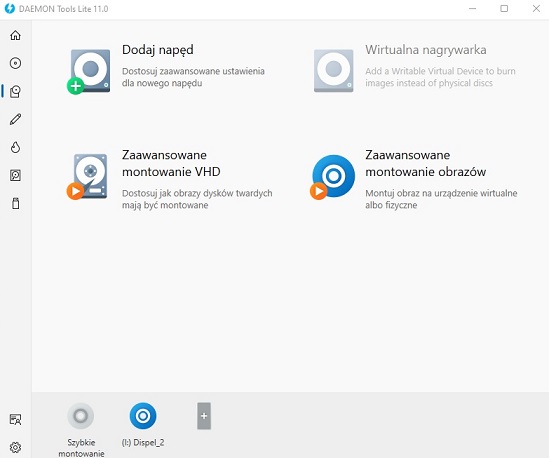 DAEMON Tools Lite 11.0
Dodaj napęd
Dostosuj zaawansowane ustawienia
dla nowego napędu
Wirtualna nagrywarka
Add a Writable Virtual Device to burn
images instead of physical discs
Zaawansowane
montowanie VHD
Dostosuj jak obrazy dysków twardych
mają być montowane
Zaawansowane
montowanie obrazów
Montuj obraz na urządzenie wirtualne
albo fizyczne
Szybkie
montowanie
(I:) Dispel_2